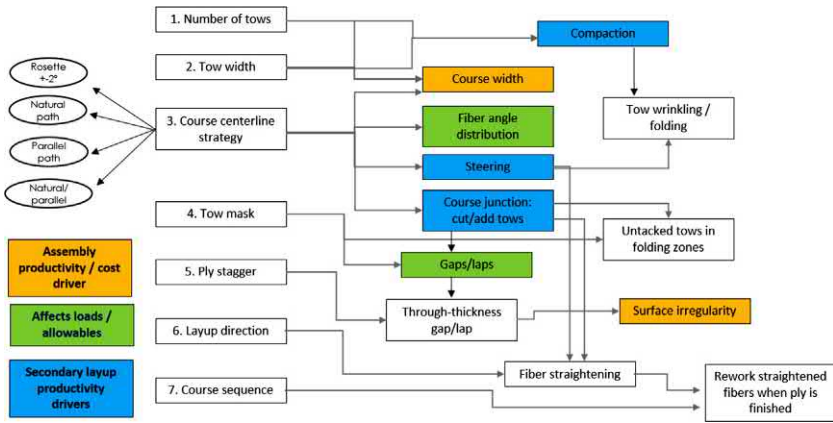 1. Number of tows
Compaction
2. Tow width
Course width
Rosette
+-2°
Natural
path
Parallel
path
Natural/
parallel
3. Course centerline
strategy
Fiber angle
distribution
Tow wrinkling /
folding
Steering
4. Tow mask
Course junction:
cut/add tows
Untacked tows in
folding zones
Assembly
productivity / cost
driver
Gaps/laps
5. Ply stagger
Affects loads /
allowables
Through-thickness
gap/lap
Surface irregularity
6. Layup direction
Secondary layup
productivity
drivers
Fiber straightening
7. Course sequence
Rework straightened
fibers when ply is
finished